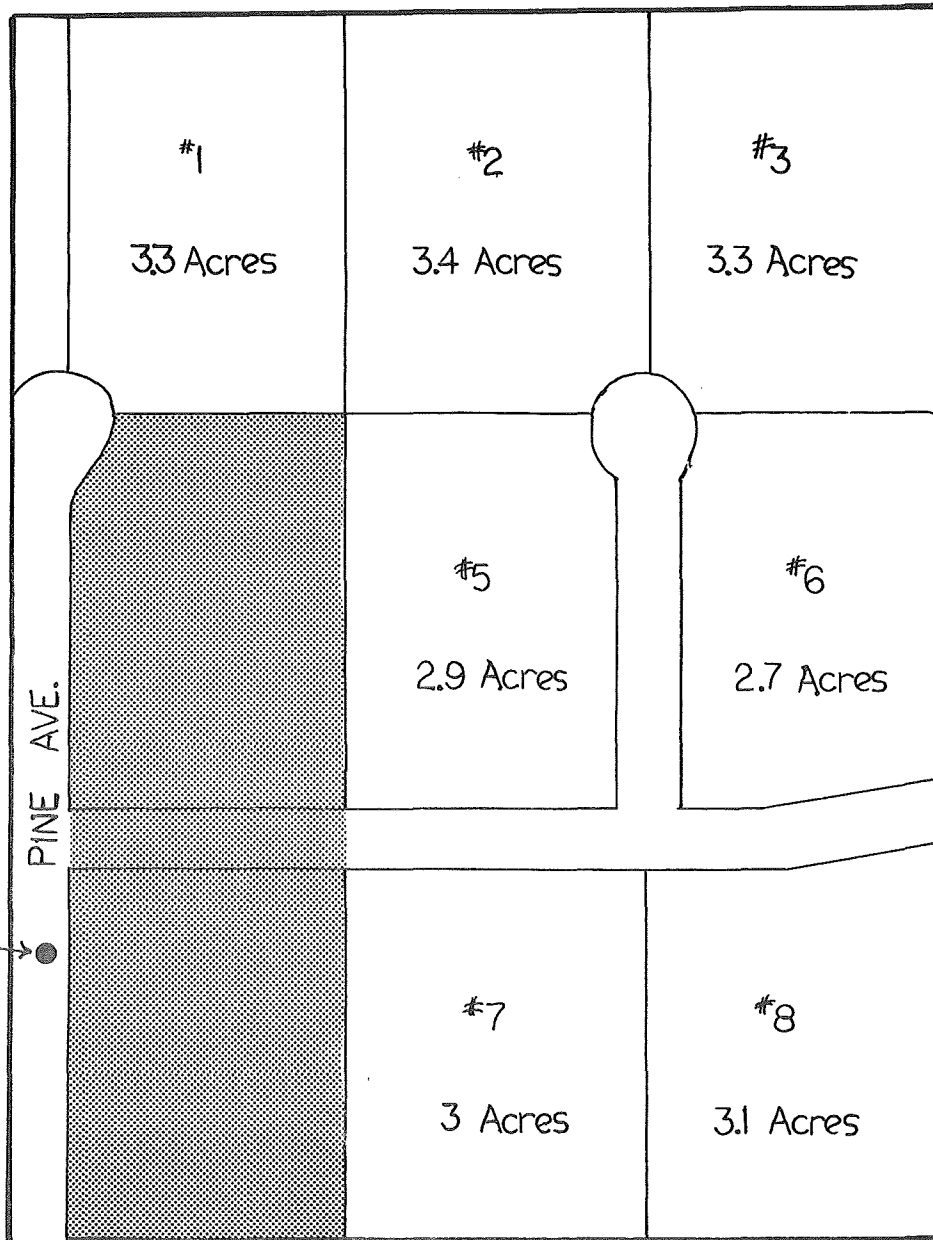 #1
3.3 Acres
#2
3.4 Acres
#3
3.3 Acres
#5
2.9 Acres
#6
2.7 Acres
PINE AVE.
#7
3 Acres
#8
3.1 Acres